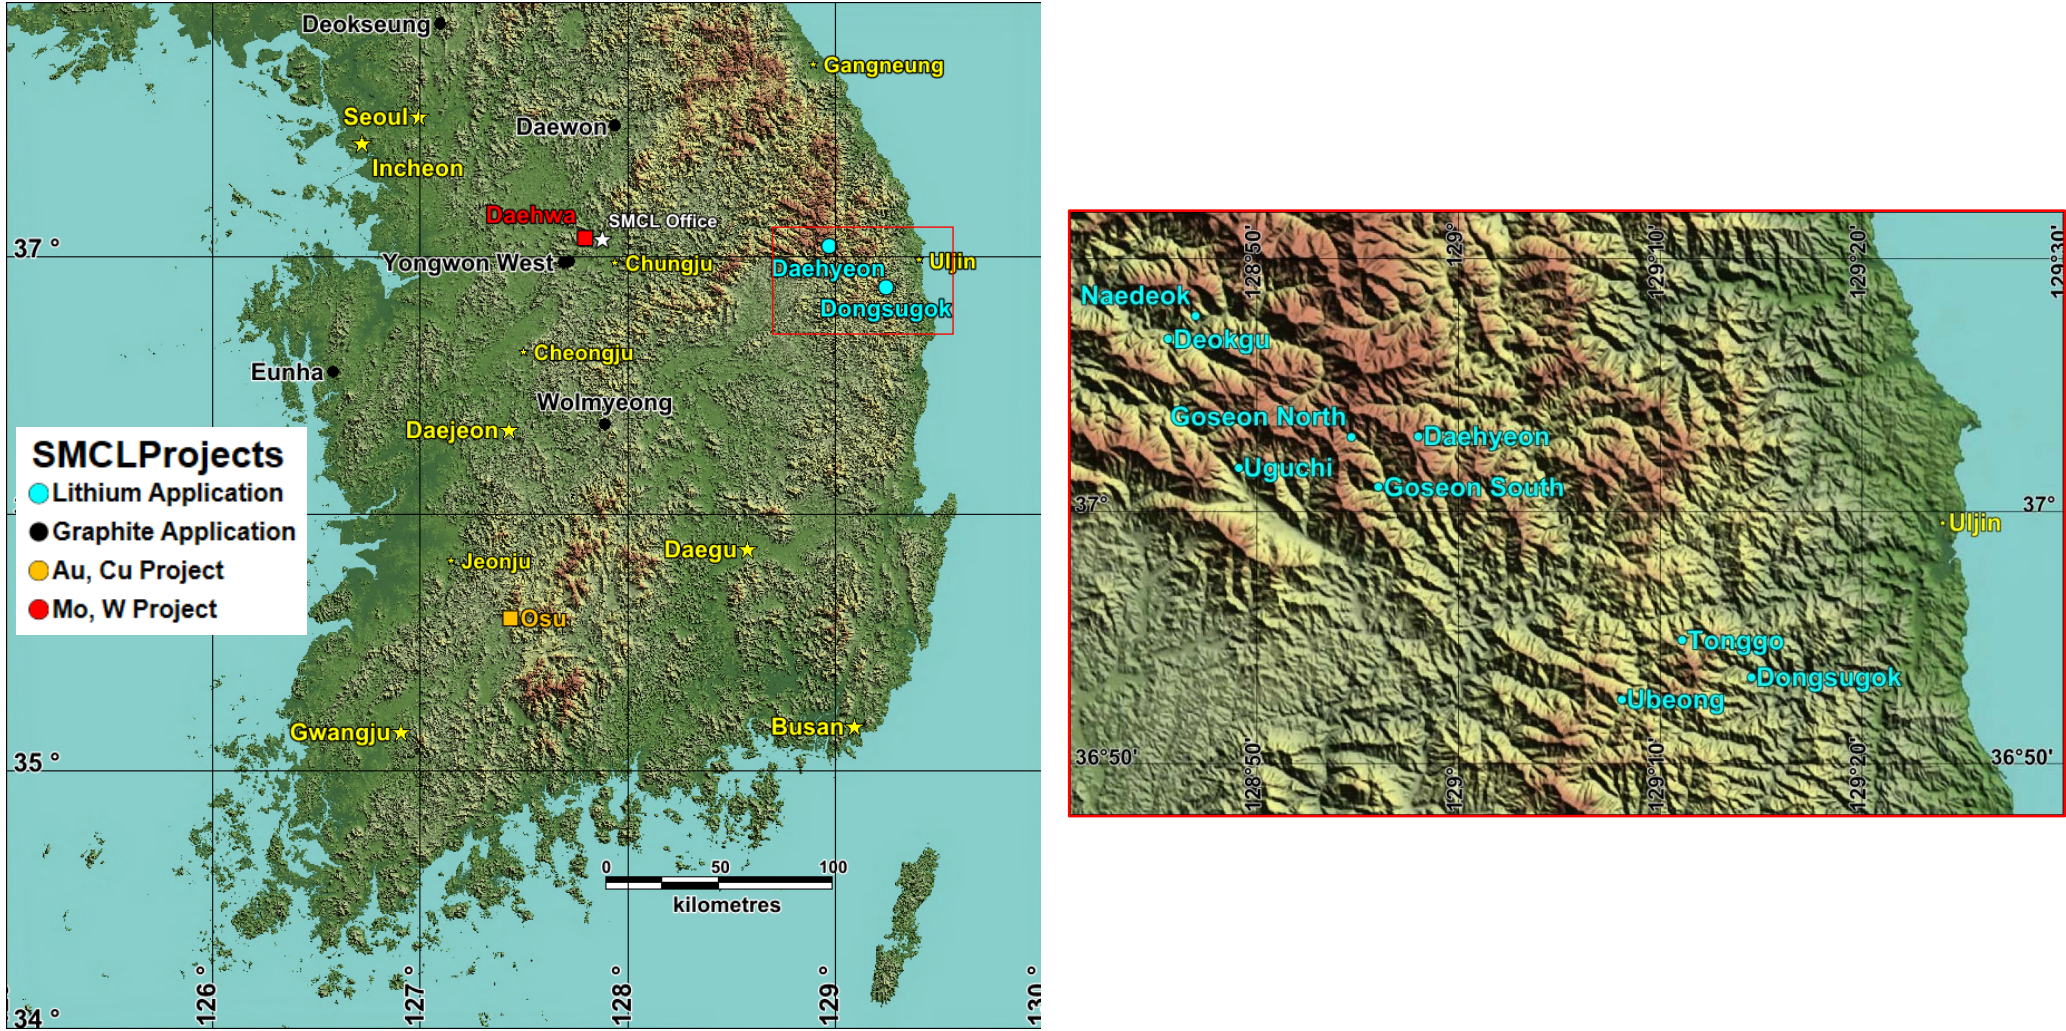 Deokseung
Gangneung
Seoul
Daewon
Incheon
Daehwa
SMCL Office
37 °
Yongwon West
Chungju
Daehyeon
Uljin
Dongsugok
Cheongju
Eunha
Wolmyeong
Daejeon
SMCLProjects
Lithium Application
Graphite Application
Au, Cu Project
Mo, W Project
Jeonju
Daegu
Osu
Gwangju
Busan
35 °
0 50 100
kilometres
126 °
127 °
128 °
129 °
130
34 °
128°50'
129°
129°10'
129°20'
129°30'
Naedeok
Deokgu
Goseon North
Daehyeon
Uguchi
Goseon South
37°
37°
Uljin
Tonggo
Dongsugok
Ubeong
36°50'
36°50'
128°50'
129°
129°10'
129°20'